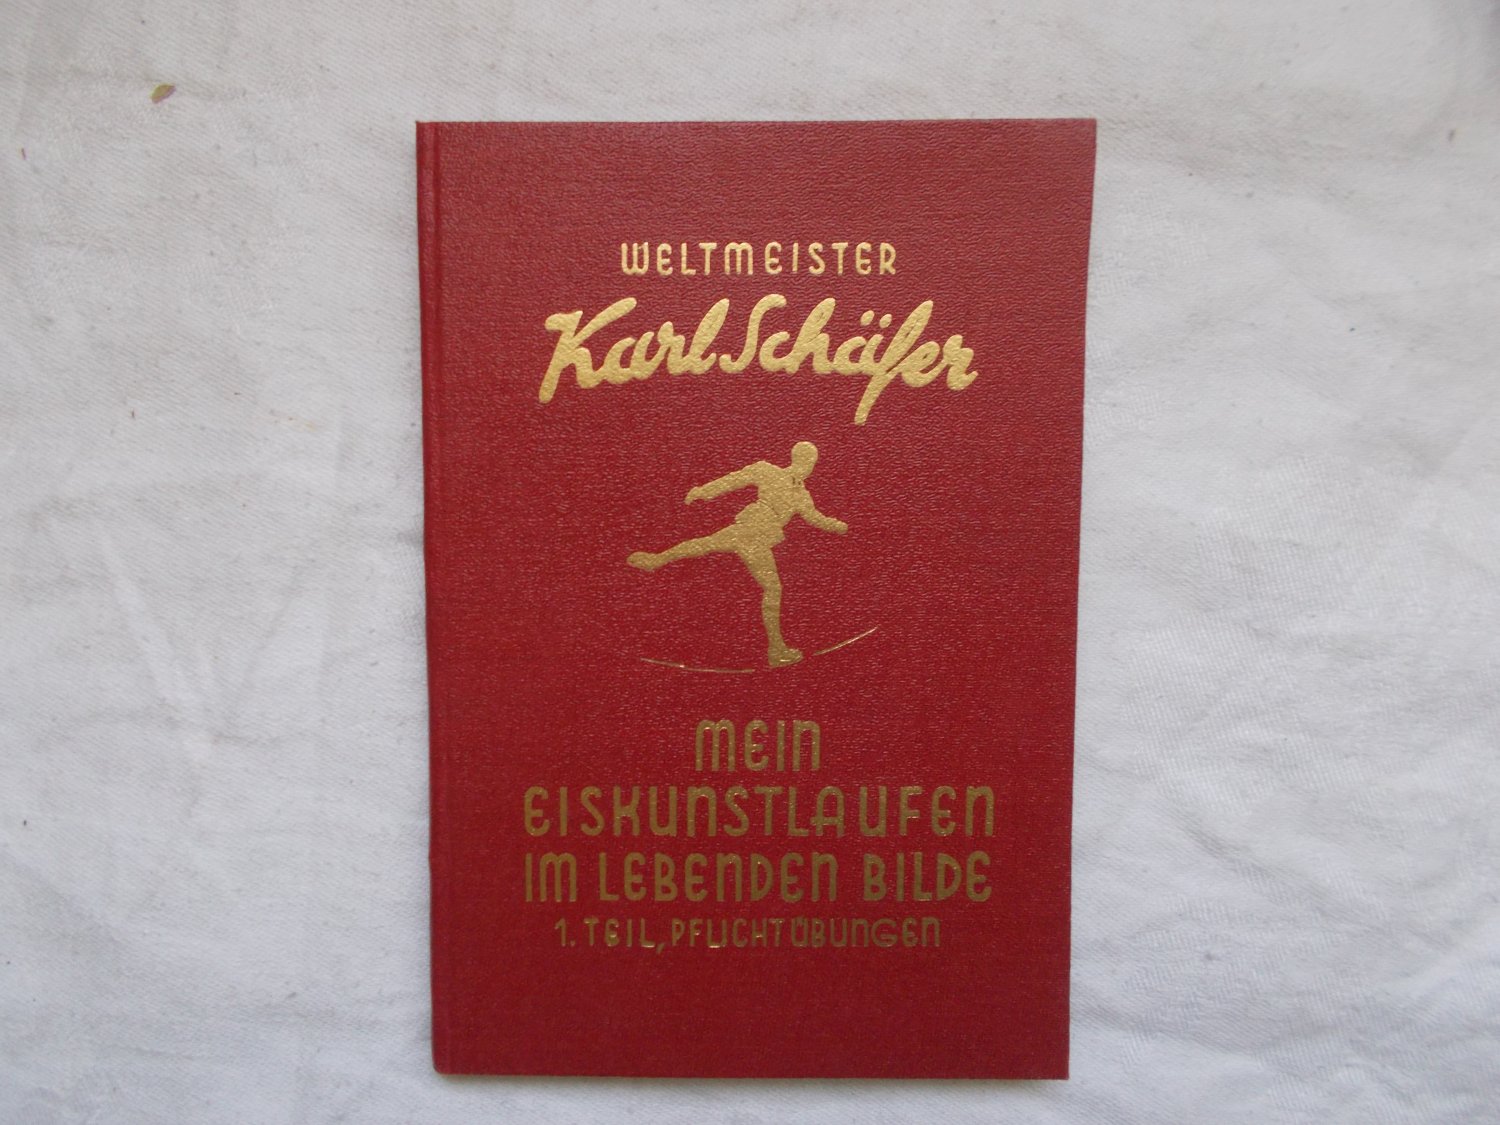 WELTMEISTER
Karl Schäfer
MEIN
EISKUNSTLAUFEN
IM LEBENDEN BILDE
1. TEIL, PFLICHTÜBUNGEN